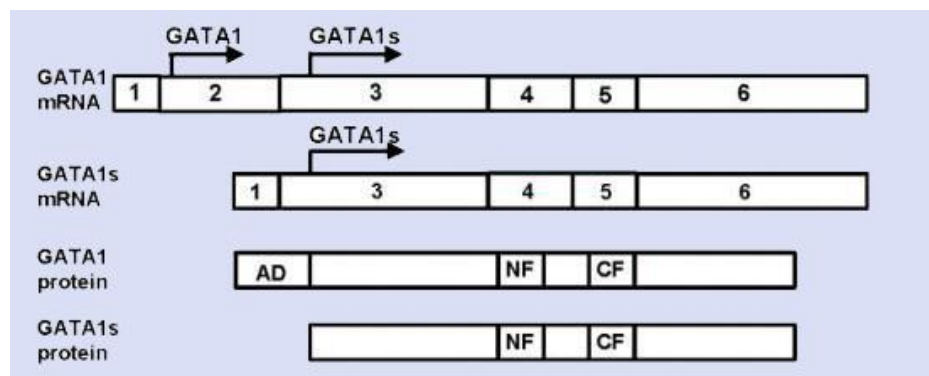 GATA1 GATA1s
GATA1
mRNA
1 2 3 4 5 6
GATA1s
GATA1s
mRNA
1 3 4 5 6
GATA1
protein
AD NF CF
GATA1s
protein
NF CF